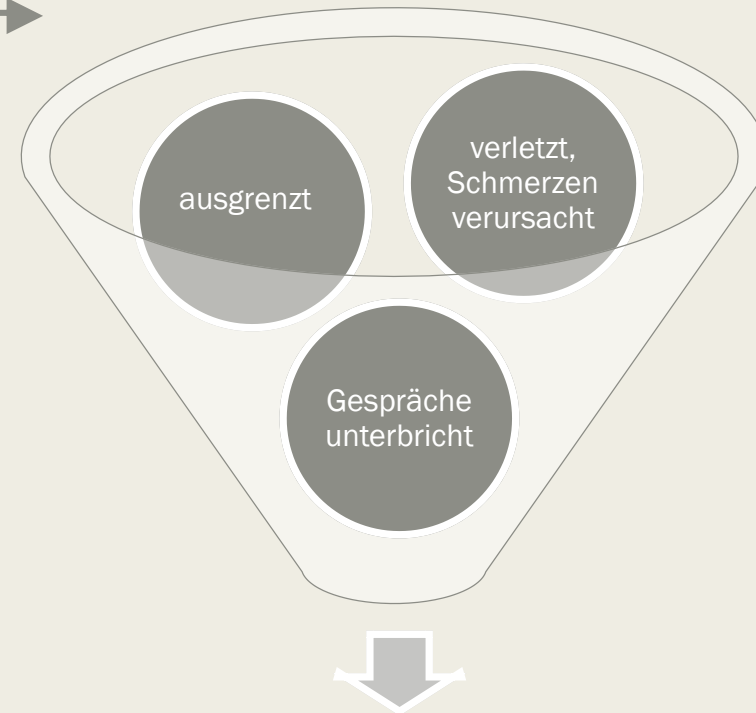 ausgrenzt
verletzt,
Schmerzen
verursacht
Gespräche
unterbricht